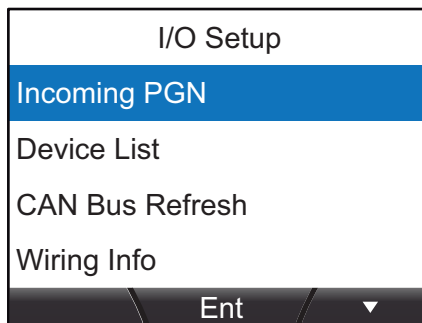 I/O Setup
Incoming PGN
Device List
CAN Bus Refresh
Wiring Info
Ent